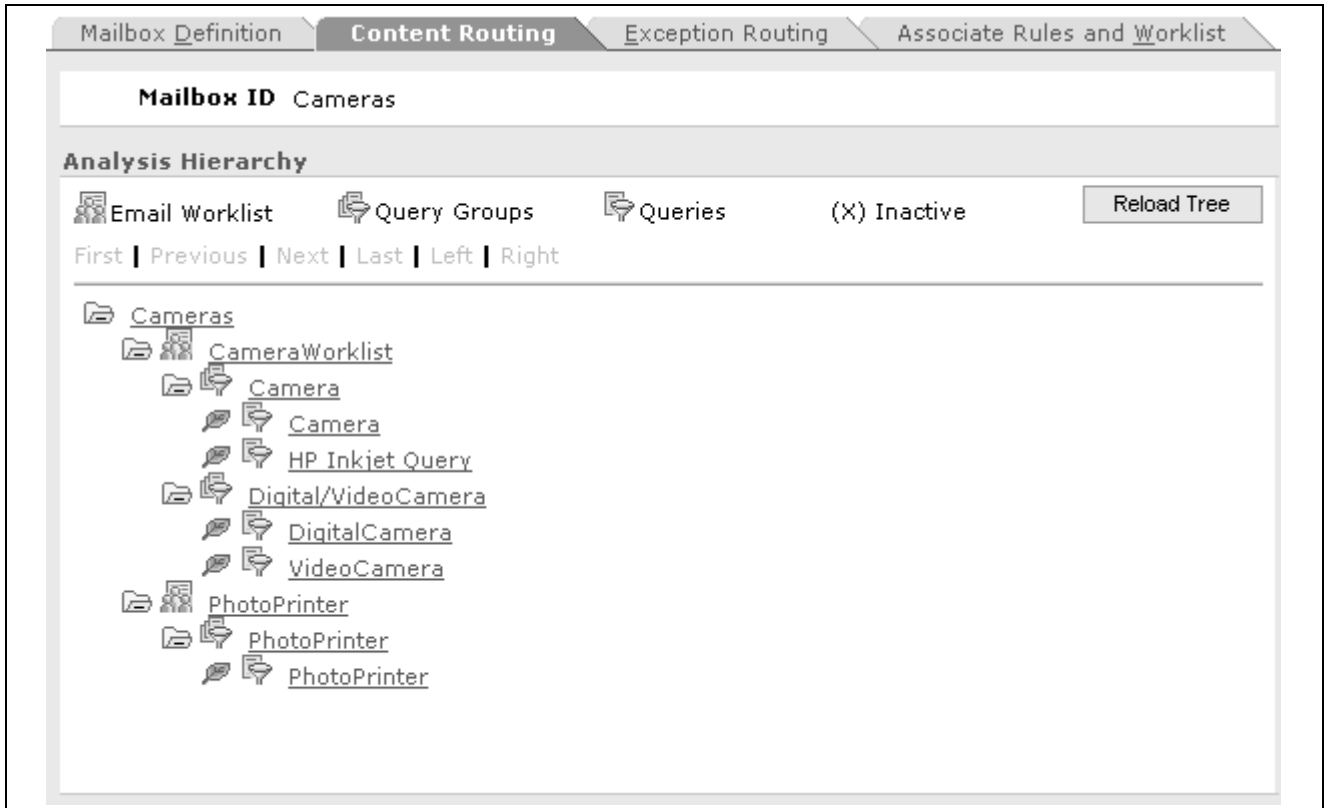 Mailbox Definition Content Routing Exception Routing Associate Rules and Worklist
Mailbox ID Cameras
Analysis Hierarchy
Email Worklist Query Groups Queries (X) Inactive Reload Tree
First | Previous | Next | Last | Left | Right
Cameras
CameraWorklist
Camera
Camera
HP Inkjet Query
Digital/VideoCamera
DigitalCamera
VideoCamera
PhotoPrinter
PhotoPrinter
PhotoPrinter